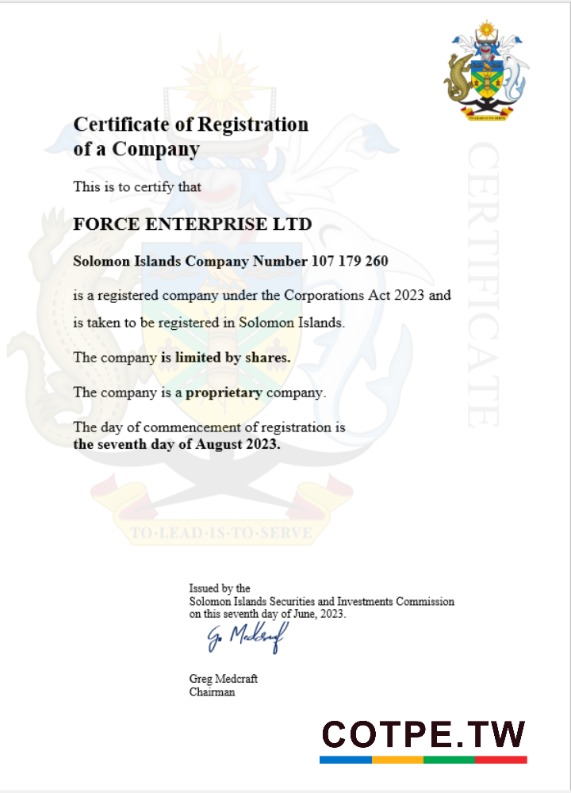 Certificate of Registration
of a Company
This is to certify that
FORCE ENTERPRISE LTD
Solomon Islands Company Number 107 179 260
is a registered company under the Corporations Act 2023 and
is taken to be registered in Solomon Islands.
The company is limited by shares.
The company is a proprietary company.
The day of commencement of registration is
the seventh day of August 2023.
TO·LEAD·IS·TO·SERVE
CERTIFICATE
Issued by the
Solomon Islands Securities and Investments Commission
on this seventh day of June, 2023.
G. Medcraf
Greg Medcraft
Chairman
COTPE.TW